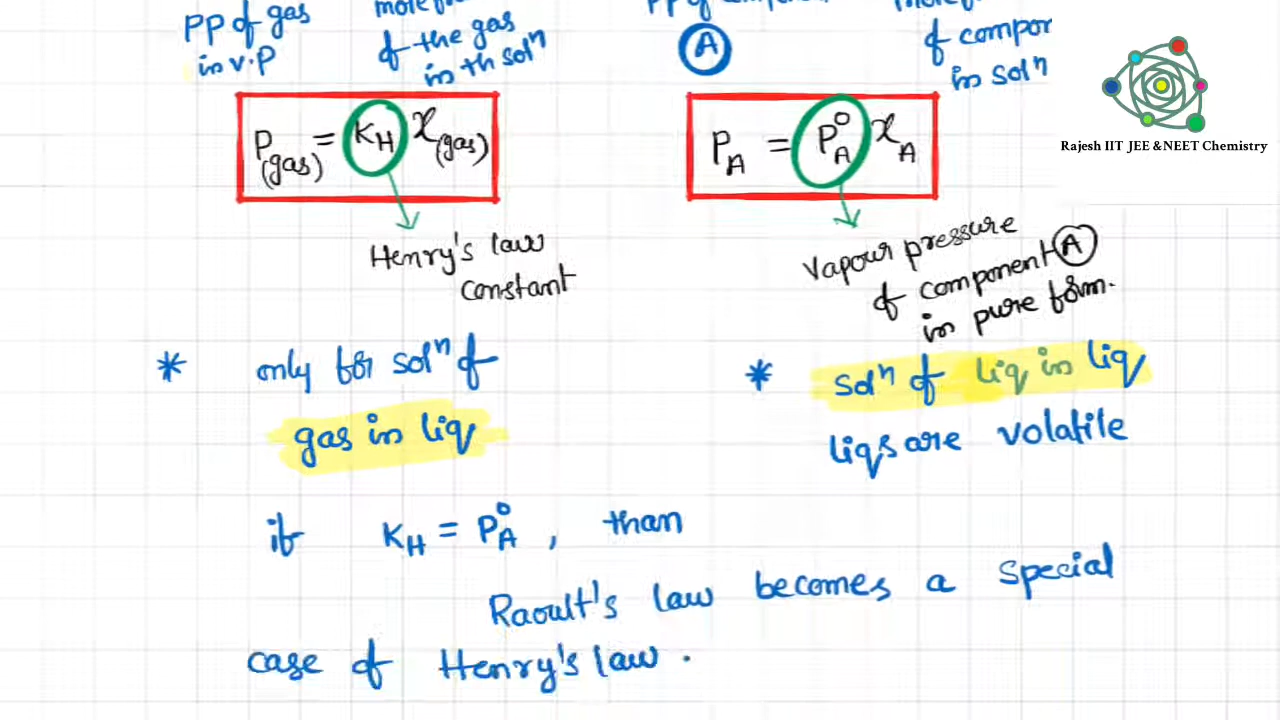 PP of gas
in v.P
of the gas
in th solⁿ
A
of compor
in solⁿ
Rajesh IIT JEE &NEET Chemistry
P(gas) = KH x(gas)
PA = P°A xA
Henry's law
constant
Vapour pressure
of component A
in pure form.
* only for solⁿ of
gas in liq
* solⁿ of liq in liq
liqs are volatile
if KH = P°A , than
Raoult's law becomes a special
case of Henry's law .